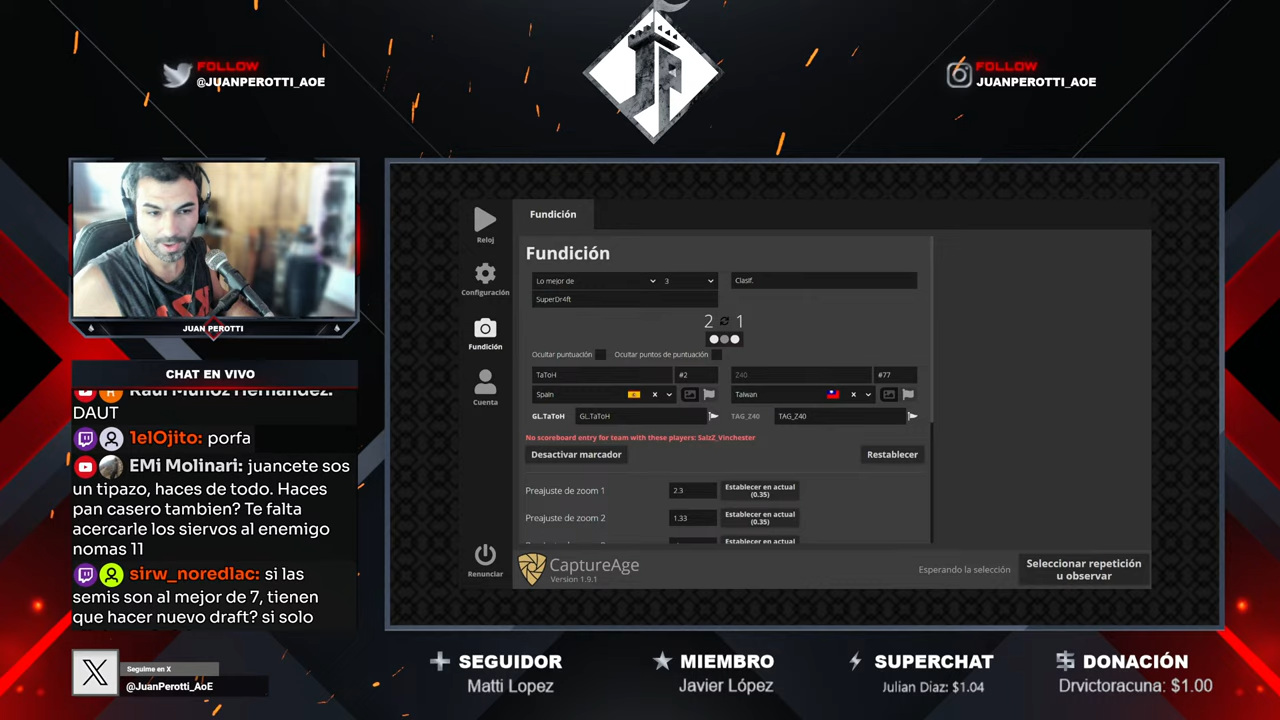 FOLLOW
@JUANPEROTTI_AOE
FOLLOW
JUANPEROTTI_AOE
JUAN PEROTTI
CHAT EN VIVO
Raúl Muñoz Hernández:
DAUT
1elOjito: porfa
EMi Molinari: juancete sos
un tipazo, haces de todo. Haces
pan casero tambien? Te falta
acercarle los siervos al enemigo
nomas 11
sirw_noredlac: si las
semis son al mejor de 7, tienen
que hacer nuevo draft? si solo
Seguime en X
@JuanPerotti_AoE
Reloj
Configuración
Fundición
Cuenta
Renunciar
Fundición
Fundición
Lo mejor de 3 Clasif.
SuperDr4ft
2 1
Ocultar puntuación Ocultar puntos de puntuación
TaToH #2 Z40 #77
Spain Taiwan
GL.TaToH GL.TaToH TAG_Z40 TAG_Z40
No scoreboard entry for team with these players: SalzZ_Vinchester
Desactivar marcador Restablecer
Preajuste de zoom 1 2.3 Establecer en actual
(0.35)
Preajuste de zoom 2 1.33 Establecer en actual
(0.35)
Establecer en actual
CaptureAge
Version 1.9.1
Esperando la selección
Seleccionar repetición
u observar
SEGUIDOR
Matti Lopez
MIEMBRO
Javier López
SUPERCHAT
Julian Diaz: $1.04
DONACIÓN
Drvictoracuna: $1.00